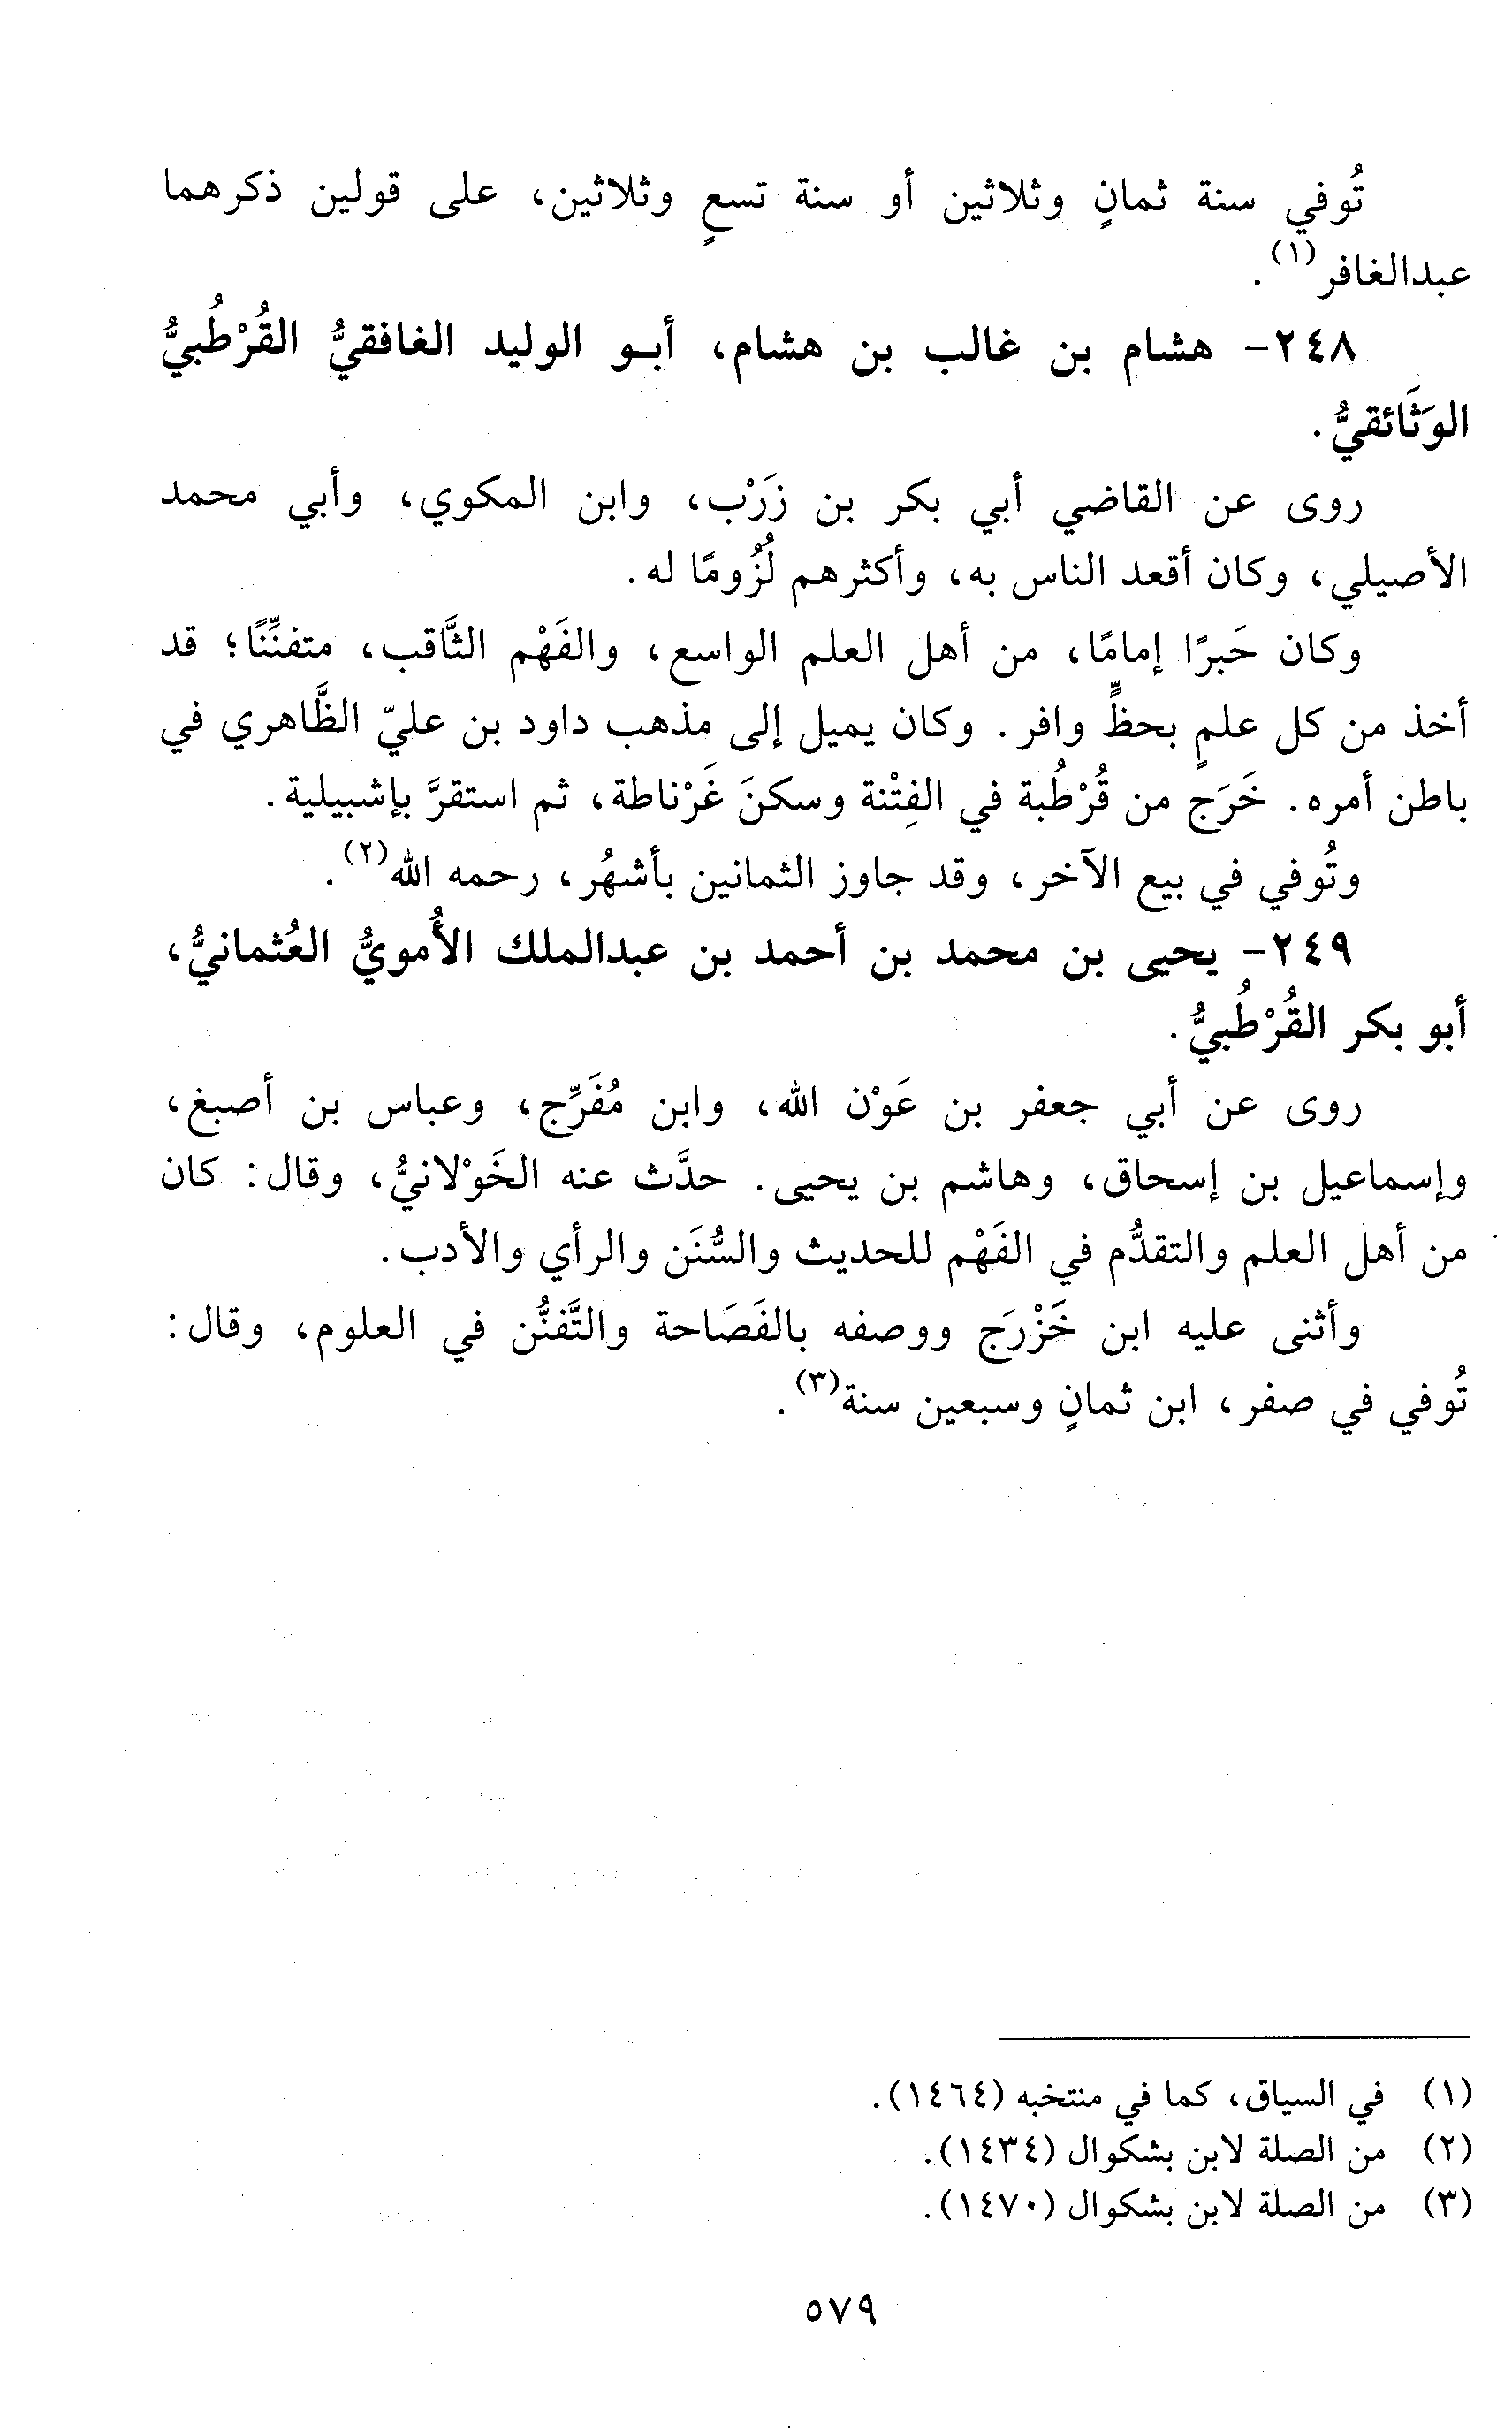 تُوفي سنة ثمانٍ وثلاثين أو سنة تسعٍ وثلاثين، على قولين ذكرهما
عبدالغافر(١).
٢٤٨- هشام بن غالب بن هشام، أبو الوليد الغافقيُّ القُرْطُبيُّ
الوَثَائقيُّ.
روى عن القاضي أبي بكر بن زَرْب، وابن المكوي، وأبي محمد
الأصيلي، وكان أقعد الناس به، وأكثرهم لُزُومًا له.
وكان حَبرًا إمامًا، من أهل العلم الواسع، والفَهْم الثَّاقب، متفنِّنًا؛ قد
أخذ من كل علمٍ بحظٍّ وافر. وكان يميل إلى مذهب داود بن عليّ الظَّاهري في
باطن أمره. خَرَج من قُرْطُبة في الفِتْنة وسكنَ غَرْناطة، ثم استقرَّ بإشبيلية.
وتُوفي في بيع الآخر، وقد جاوز الثمانين بأشهُر، رحمه الله(٢).
٢٤٩- يحيى بن محمد بن أحمد بن عبدالملك الأُمويُّ العُثمانيُّ،
أبو بكر القُرْطُبيُّ.
روى عن أبي جعفر بن عَوْن الله، وابن مُفَرِّج، وعباس بن أصبغ،
وإسماعيل بن إسحاق، وهاشم بن يحيى. حدَّث عنه الخَوْلانيُّ، وقال: كان
من أهل العلم والتقدُّم في الفَهْم للحديث والسُّنَن والرأي والأدب.
وأثنى عليه ابن خَزْرَج ووصفه بالفَصَاحة والتَّفنُّن في العلوم، وقال:
تُوفي في صفر، ابن ثمانٍ وسبعين سنة(٣).
(١) في السياق، كما في منتخبه (١٤٦٤).
(٢) من الصلة لابن بشكوال (١٤٣٤).
(٣) من الصلة لابن بشكوال (١٤٧٠).
٥٧٩